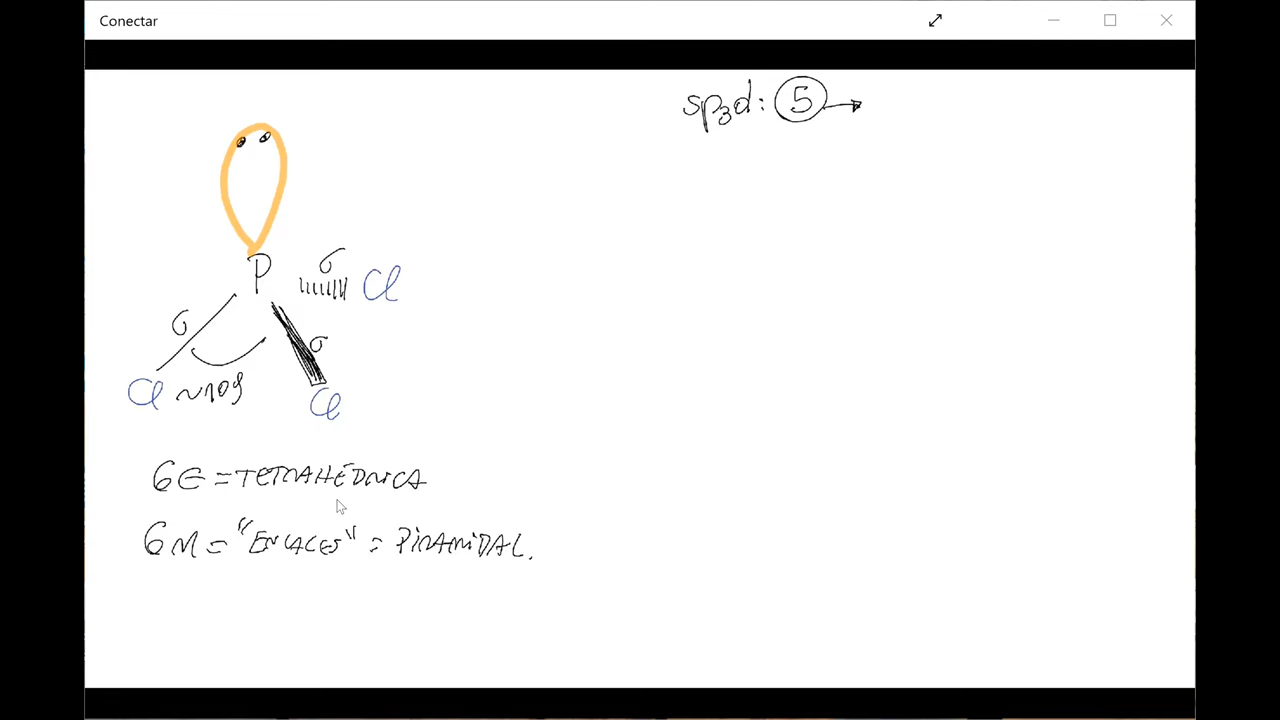 Conectar
sp3d: 5 →
P
σ
Cl
σ
σ
Cl ~109
Cl
GE = TETRAHÉDRICA
GM = "ENLACES" = PIRAMIDAL.